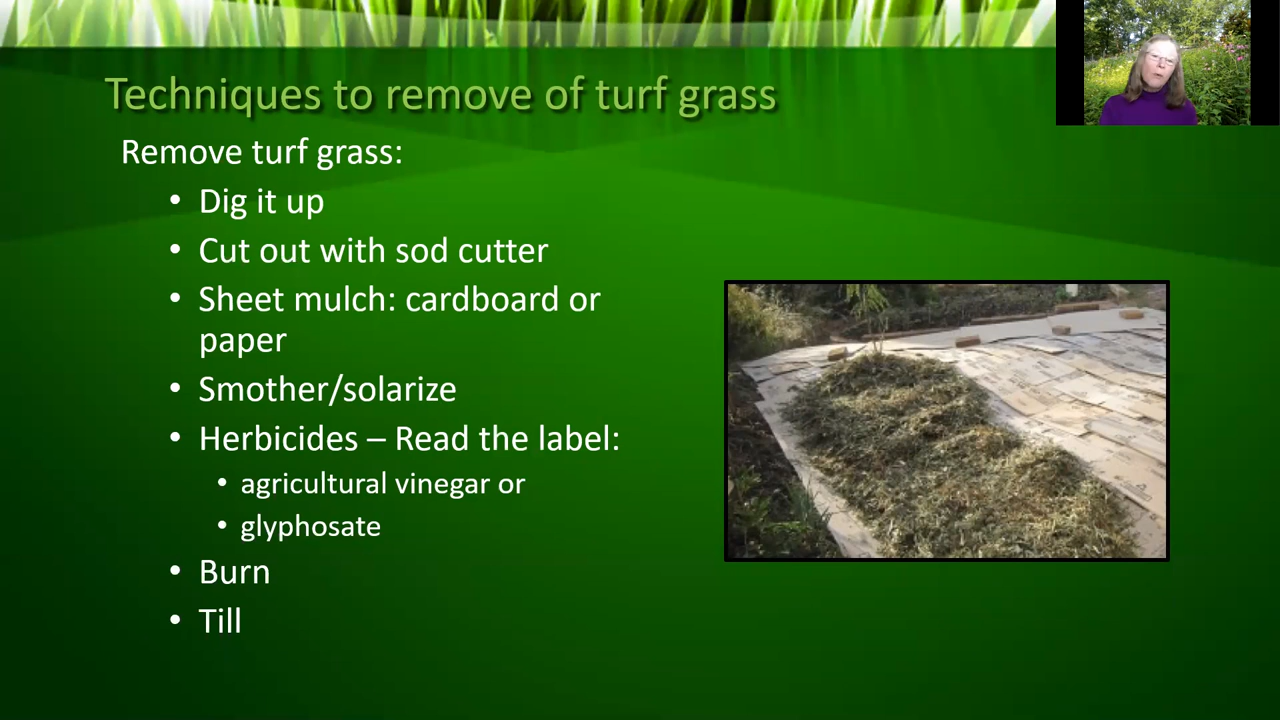 Techniques to remove of turf grass
Remove turf grass:
• Dig it up
• Cut out with sod cutter
• Sheet mulch: cardboard or
paper
• Smother/solarize
• Herbicides – Read the label:
• agricultural vinegar or
• glyphosate
• Burn
• Till